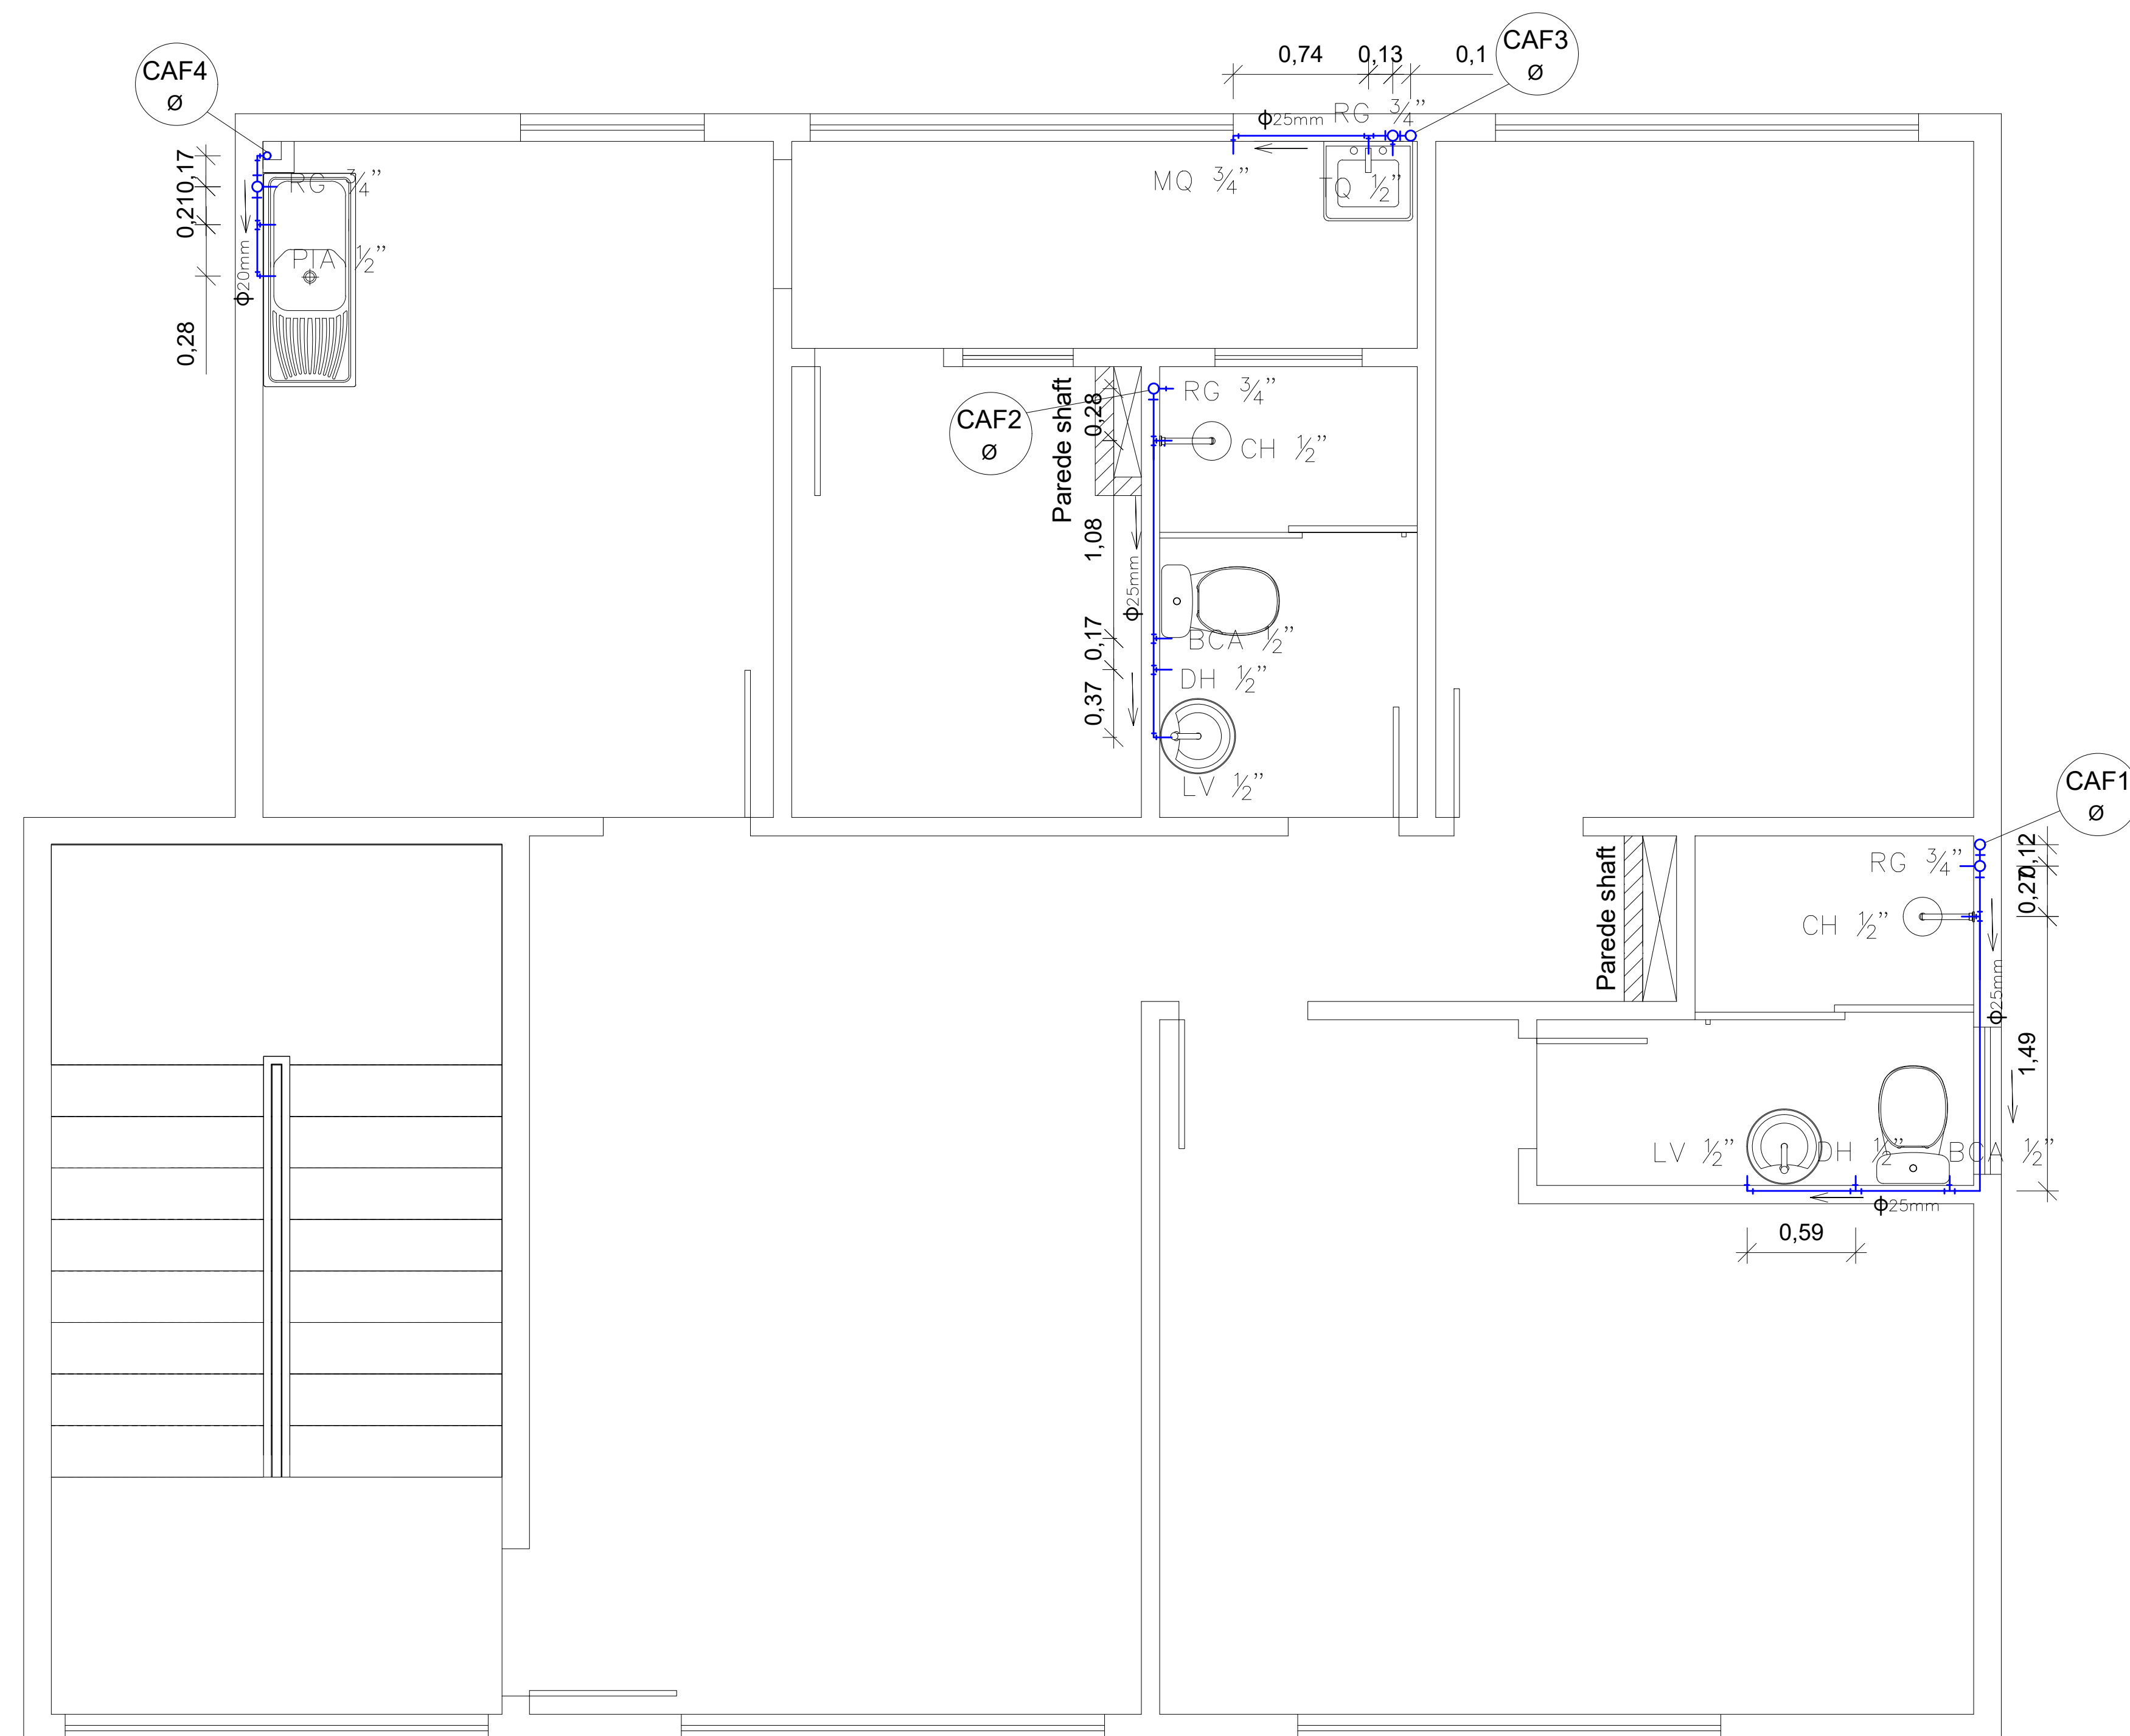 CAF4
Ø
0,74
0,13
0,1
CAF3
Ø
ϕ25mm
RG ¾”
MQ ¾”
TQ ½”
0,17
0,21
RG ¾”
PIA ½”
ϕ20mm
0,28
CAF2
Ø
Parede shaft
0,28
RG ¾”
CH ½”
1,08
ϕ25mm
0,17
BCA ½”
DH ½”
0,37
LV ½”
CAF1
Ø
0,12
0,27
RG ¾”
CH ½”
Parede shaft
ϕ25mm
1,49
LV ½”
DH ½”
BCA ½”
ϕ25mm
0,59